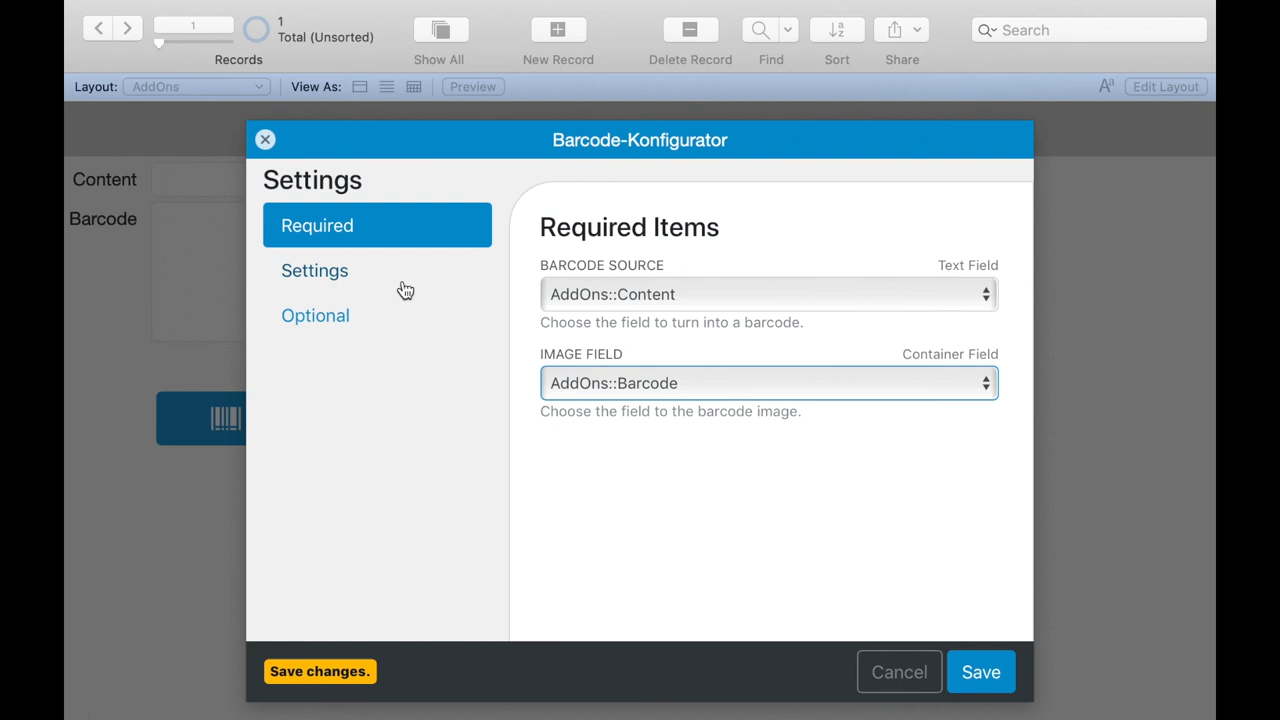 1
1
Total (Unsorted)
Search
Records
Show All
New Record
Delete Record
Find
Sort
Share
Layout:
AddOns
View As:
Preview
Aa
Edit Layout
Barcode-Konfigurator
Content
Barcode
Settings
Required
Settings
Optional
Required Items
BARCODE SOURCE
Text Field
AddOns::Content
Choose the field to turn into a barcode.
IMAGE FIELD
Container Field
AddOns::Barcode
Choose the field to the barcode image.
Save changes.
Cancel
Save